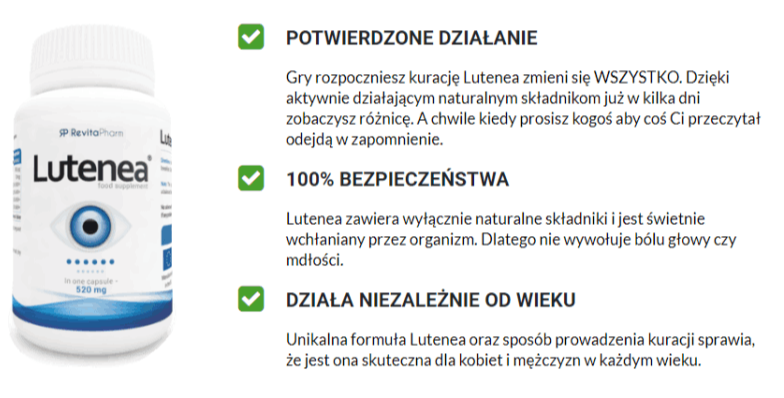 RP RevitaPharm
Lutenea®
food supplement
in one capsule -
520 mg
POTWIERDZONE DZIAŁANIE
Gry rozpoczniesz kurację Lutenea zmieni się WSZYSTKO. Dzięki
aktywnie działającym naturalnym składnikom już w kilka dni
zobaczysz różnicę. A chwile kiedy prosisz kogoś aby coś Ci przeczytał
odejdą w zapomnienie.
100% BEZPIECZEŃSTWA
Lutenea zawiera wyłącznie naturalne składniki i jest świetnie
wchłaniany przez organizm. Dlatego nie wywołuje bólu głowy czy
mdłości.
DZIAŁA NIEZALEŻNIE OD WIEKU
Unikalna formuła Lutenea oraz sposób prowadzenia kuracji sprawia,
że jest ona skuteczna dla kobiet i mężczyzn w każdym wieku.